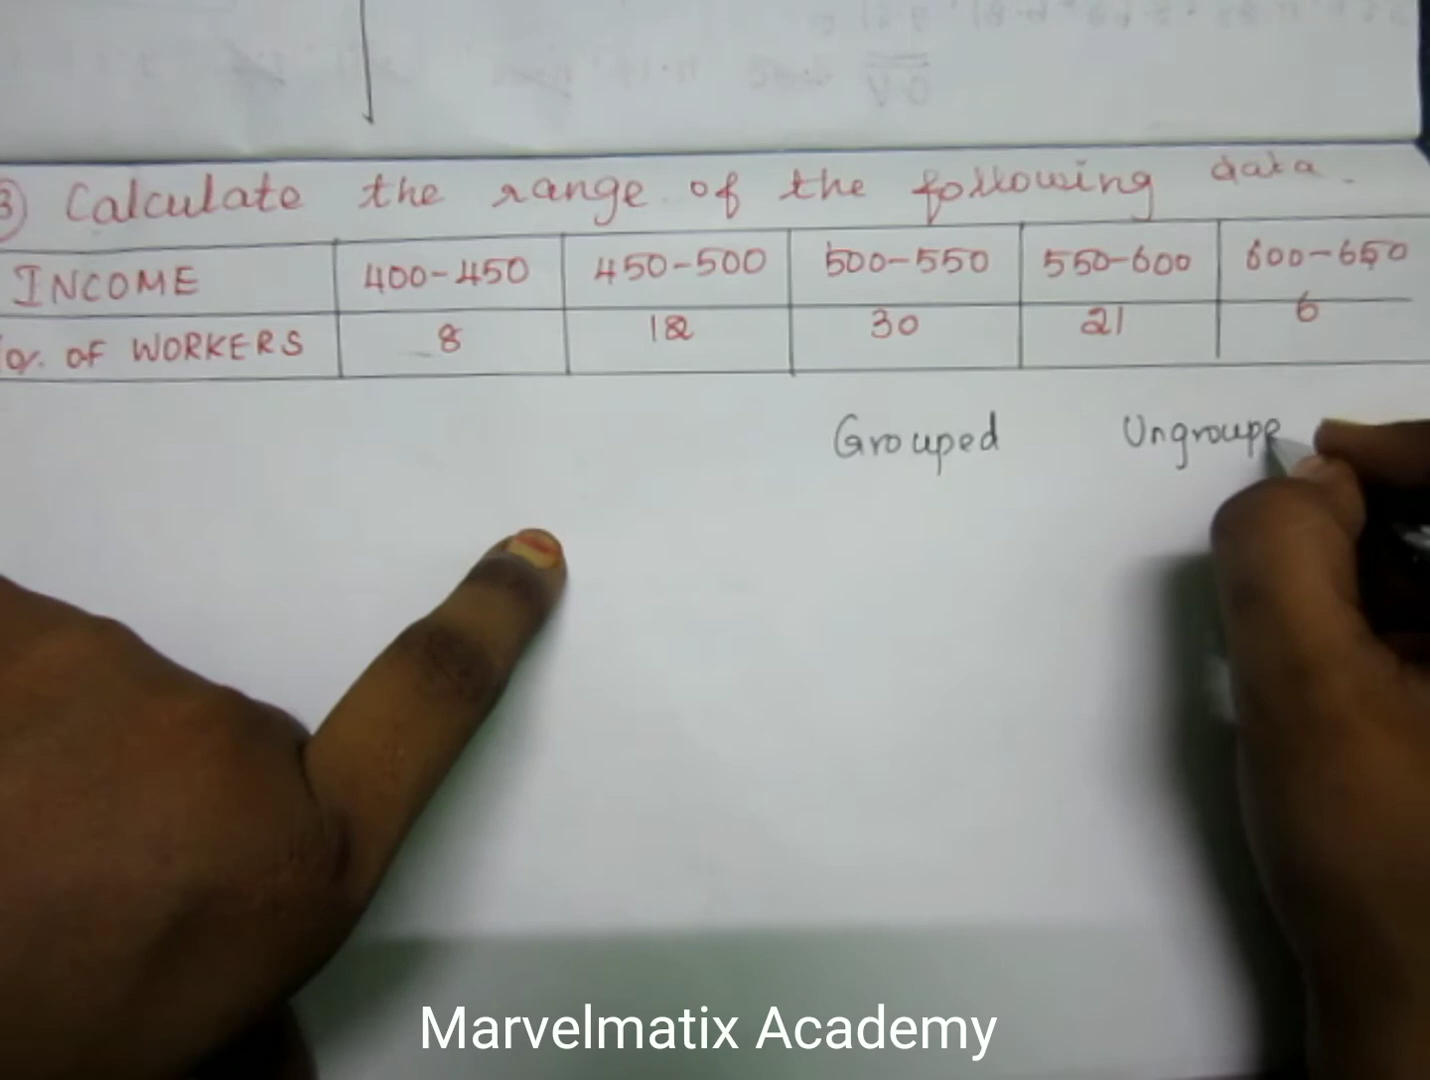 3) Calculate the range of the following data.
INCOME 400-450 450-500 500-550 550-600 600-650
No. OF WORKERS 8 12 30 21 6
Grouped Ungroupe
Marvelmatix Academy